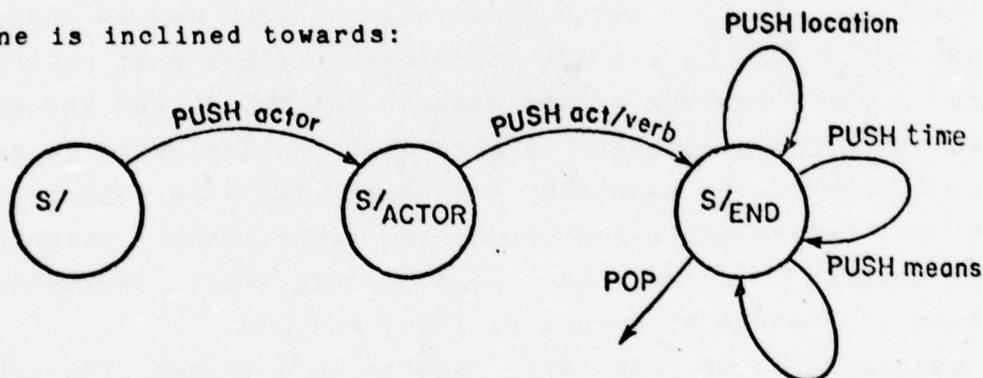 ne is inclined towards:
PUSH location
PUSH actor
PUSH act/verb
PUSH time
S/
S/ACTOR
S/END
PUSH means
POP